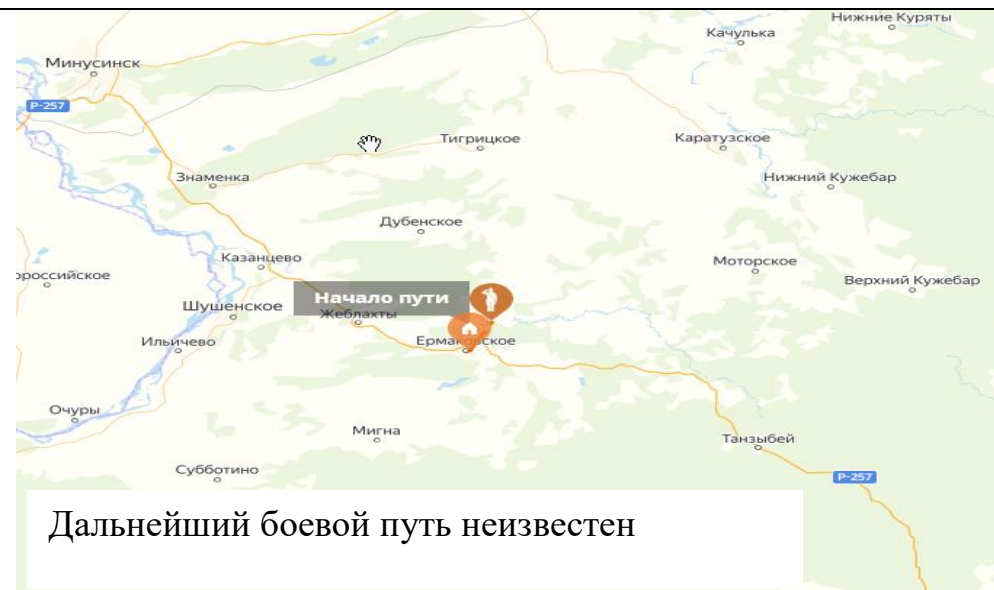 Нижние Куряты
Качулька
Минусинск
Р-257
Тигрицкое
Каратузское
Знаменка
Нижний Кужебар
Дубенское
Казанцево
Моторское
ороссийское
Верхний Кужебар
Начало пути
Шушенское
Жеблахты
Ильичево
Ермаковское
Очуры
Мигна
Танзыбей
Субботино
Р-257
Дальнейший боевой путь неизвестен